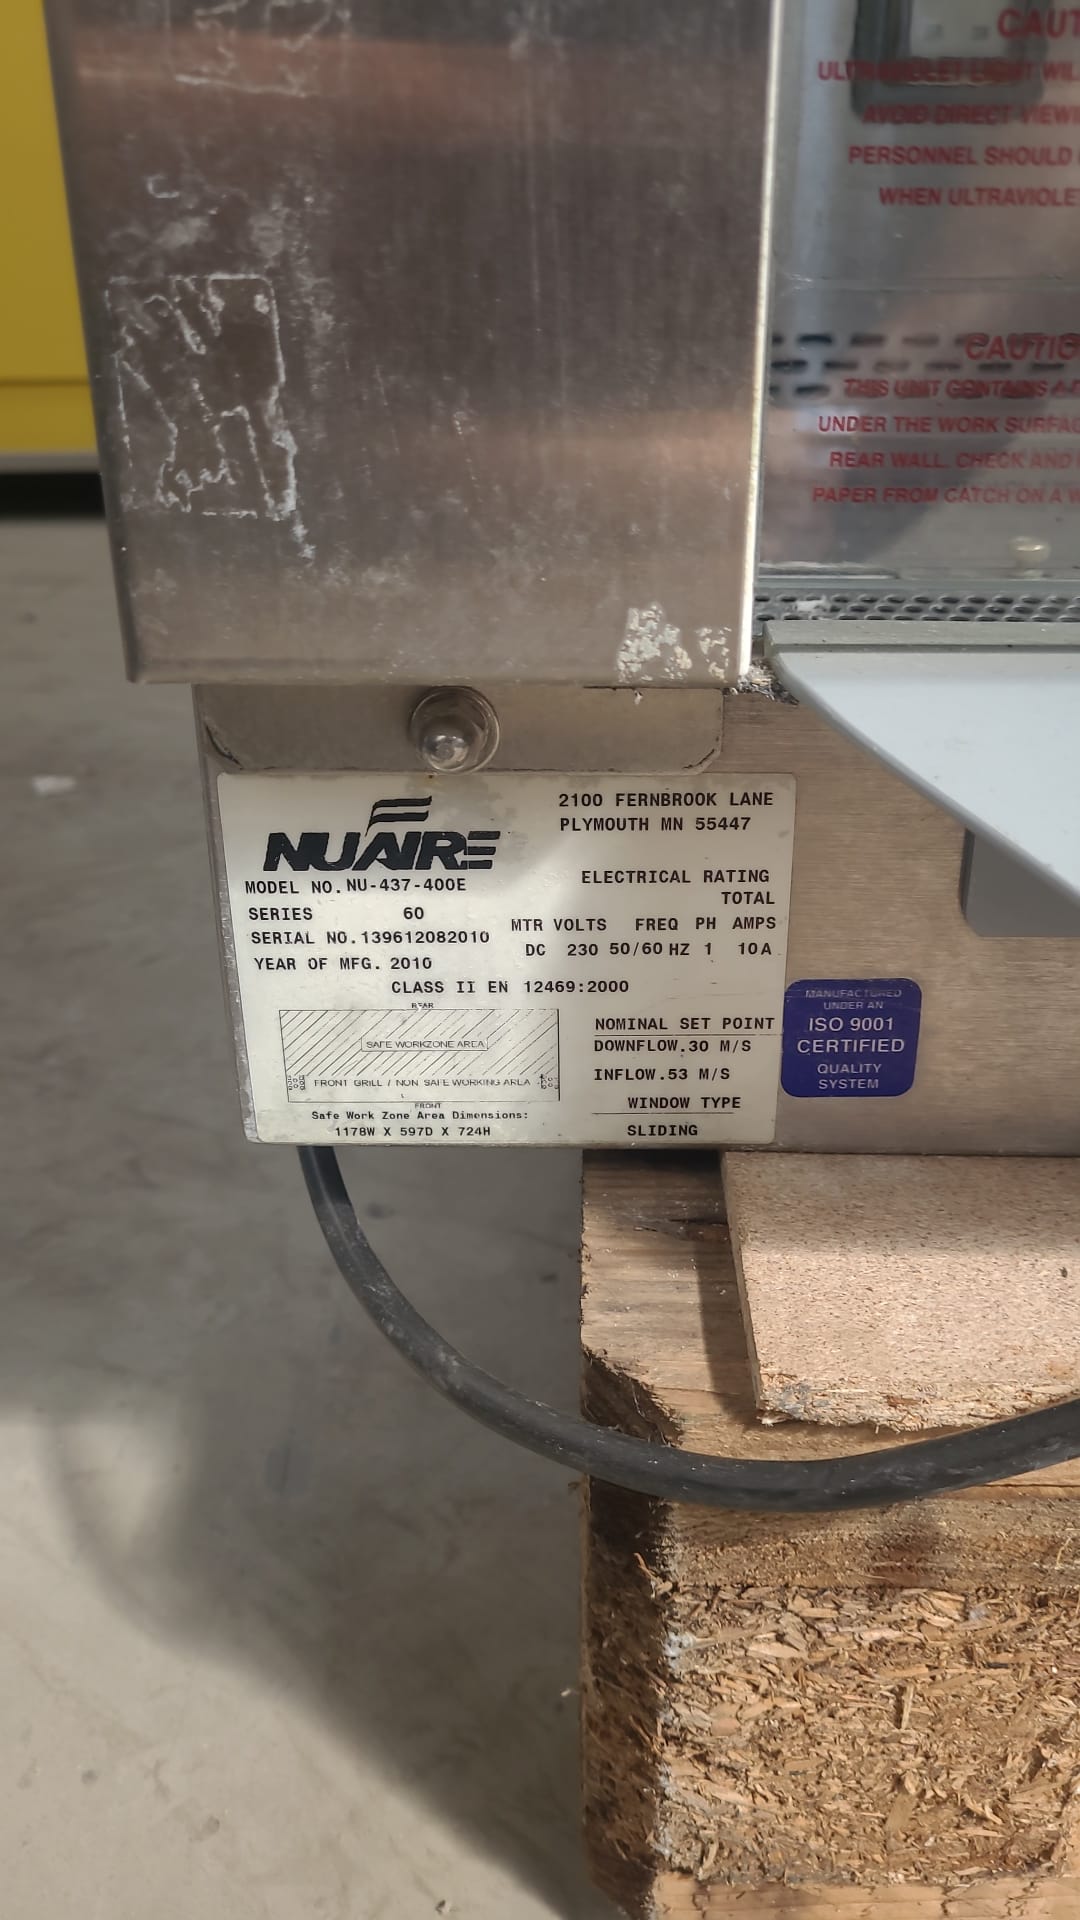 CAUT
ULTRAVIOLET LIGHT WIL
AVOID DIRECT VIEWI
PERSONNEL SHOULD
WHEN ULTRAVIOLE
CAUTIO
THIS UNIT CONTAINS A
UNDER THE WORK SURFAC
REAR WALL. CHECK AND
PAPER FROM CATCH ON A W
NUAIRE
2100 FERNBROOK LANE
PLYMOUTH MN 55447
MODEL NO. NU-437-400E
SERIES 60
SERIAL NO. 139612082010
YEAR OF MFG. 2010
ELECTRICAL RATING
TOTAL
MTR VOLTS FREQ PH AMPS
DC 230 50/60 HZ 1 10A
CLASS II EN 12469:2000
REAR
SAFE WORKZONE AREA
FRONT GRILL / NON SAFE WORKING AREA
FRONT
Safe Work Zone Area Dimensions:
1178W X 597D X 724H
NOMINAL SET POINT
DOWNFLOW .30 M/S
INFLOW .53 M/S
WINDOW TYPE
SLIDING
MANUFACTURED
UNDER AN
ISO 9001
CERTIFIED
QUALITY
SYSTEM